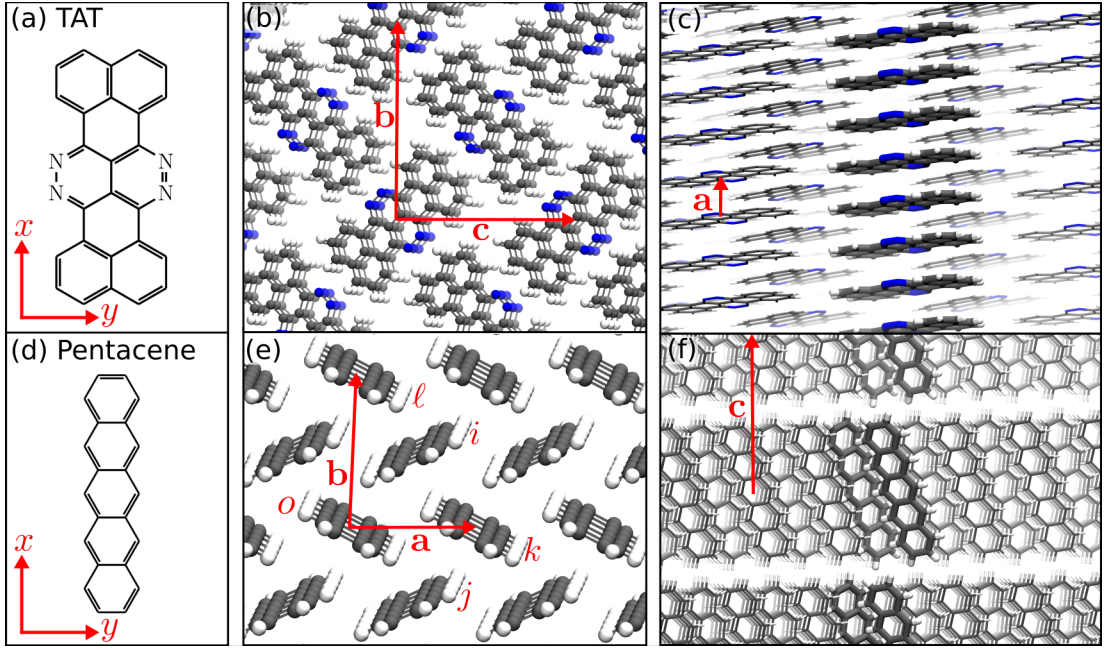 (a) TAT
N
N
N
N
x
y
(b)
b
c
(c)
a
(d) Pentacene
x
y
(e)
ℓ
i
b
o
a
k
j
(f)
c